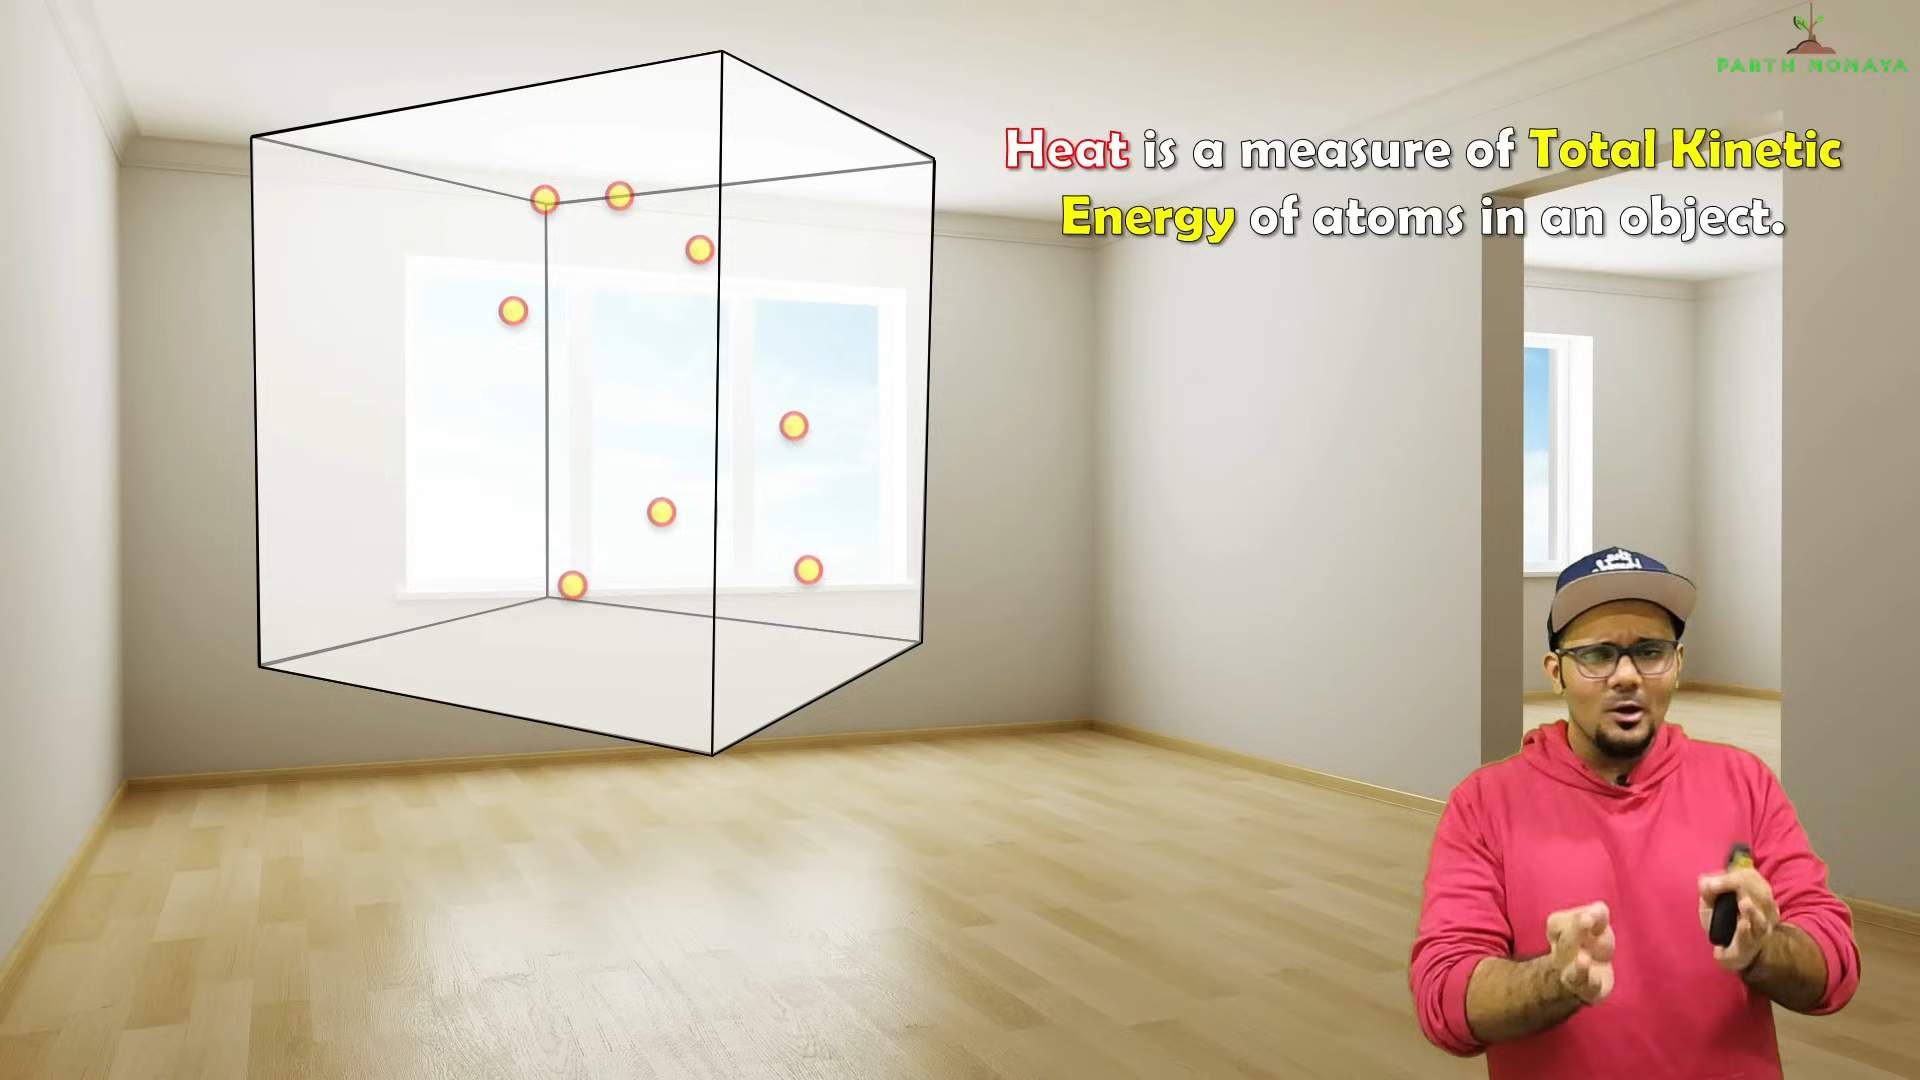 PARTH MOMAYA
Heat is a measure of Total Kinetic
Energy of atoms in an object.